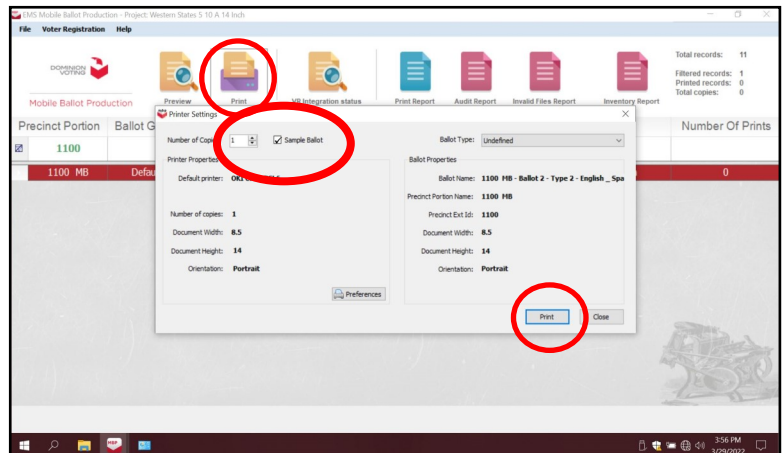 EMS Mobile Ballot Production - Project: Western States 5 10 A 14 Inch
File Voter Registration Help
DOMINION
VOTING
Mobile Ballot Production
Preview
Print
VR Integration status
Print Report
Audit Report
Invalid Files Report
Inventory Report
Total records: 11
Filtered records: 1
Printed records: 0
Total copies: 0
Precinct Portion
Ballot G
Number Of Prints
1100
1100 MB
Defau
0
Printer Settings
Number of Copie
1
Sample Ballot
Ballot Type:
Undefined
Printer Properties
Default printer:
Number of copies: 1
Document Width: 8.5
Document Height: 14
Orientation: Portrait
Preferences
Ballot Properties
Ballot Name: 1100 MB - Ballot 2 - Type 2 - English _ Spa
Precinct Portion Name: 1100 MB
Precinct Ext Id: 1100
Document Width: 8.5
Document Height: 14
Orientation: Portrait
Print
Close
MBP
3:56 PM
3/29/2022